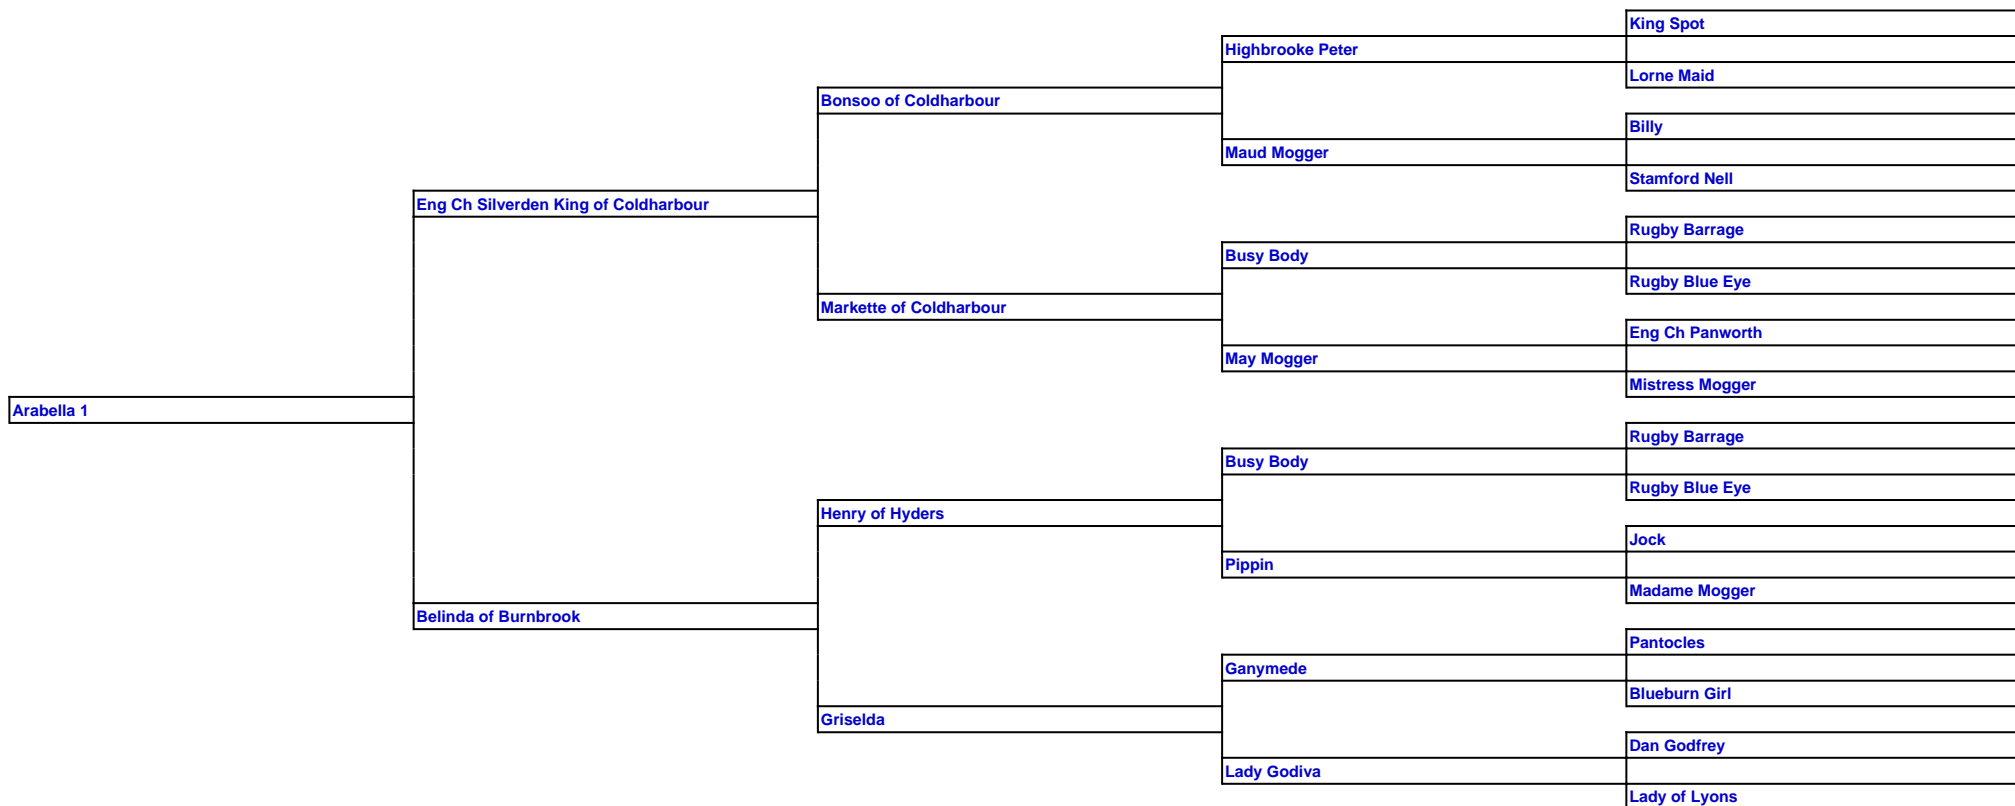 King Spot
Highbrooke Peter
Lorne Maid
Bonsoo of Coldharbour
Billy
Maud Mogger
Stamford Nell
Eng Ch Silverden King of Coldharbour
Rugby Barrage
Busy Body
Rugby Blue Eye
Markette of Coldharbour
Eng Ch Panworth
May Mogger
Mistress Mogger
Arabella 1
Rugby Barrage
Busy Body
Rugby Blue Eye
Henry of Hyders
Jock
Pippin
Madame Mogger
Belinda of Burnbrook
Pantocles
Ganymede
Blueburn Girl
Griselda
Dan Godfrey
Lady Godiva
Lady of Lyons